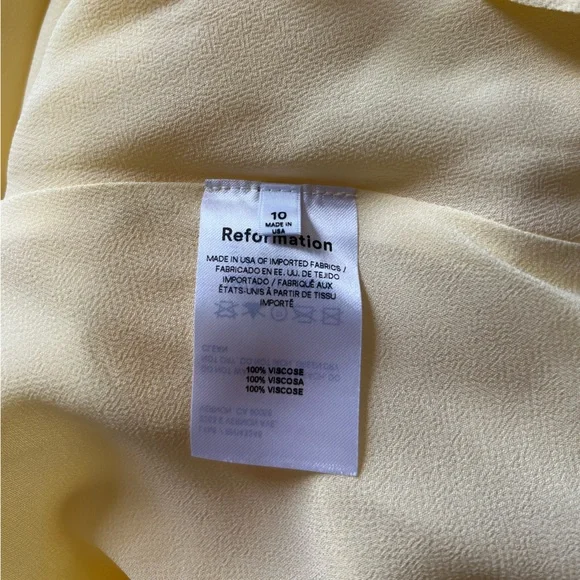 10
MADE IN
USA
Reformation
MADE IN USA OF IMPORTED FABRICS /
FABRICADO EN EE. UU. DE TEJIDO
IMPORTADO / FABRIQUÉ AUX
ÉTATS-UNIS À PARTIR DE TISSU
IMPORTÉ
100% VISCOSE
100% VISCOSA
100% VISCOSE